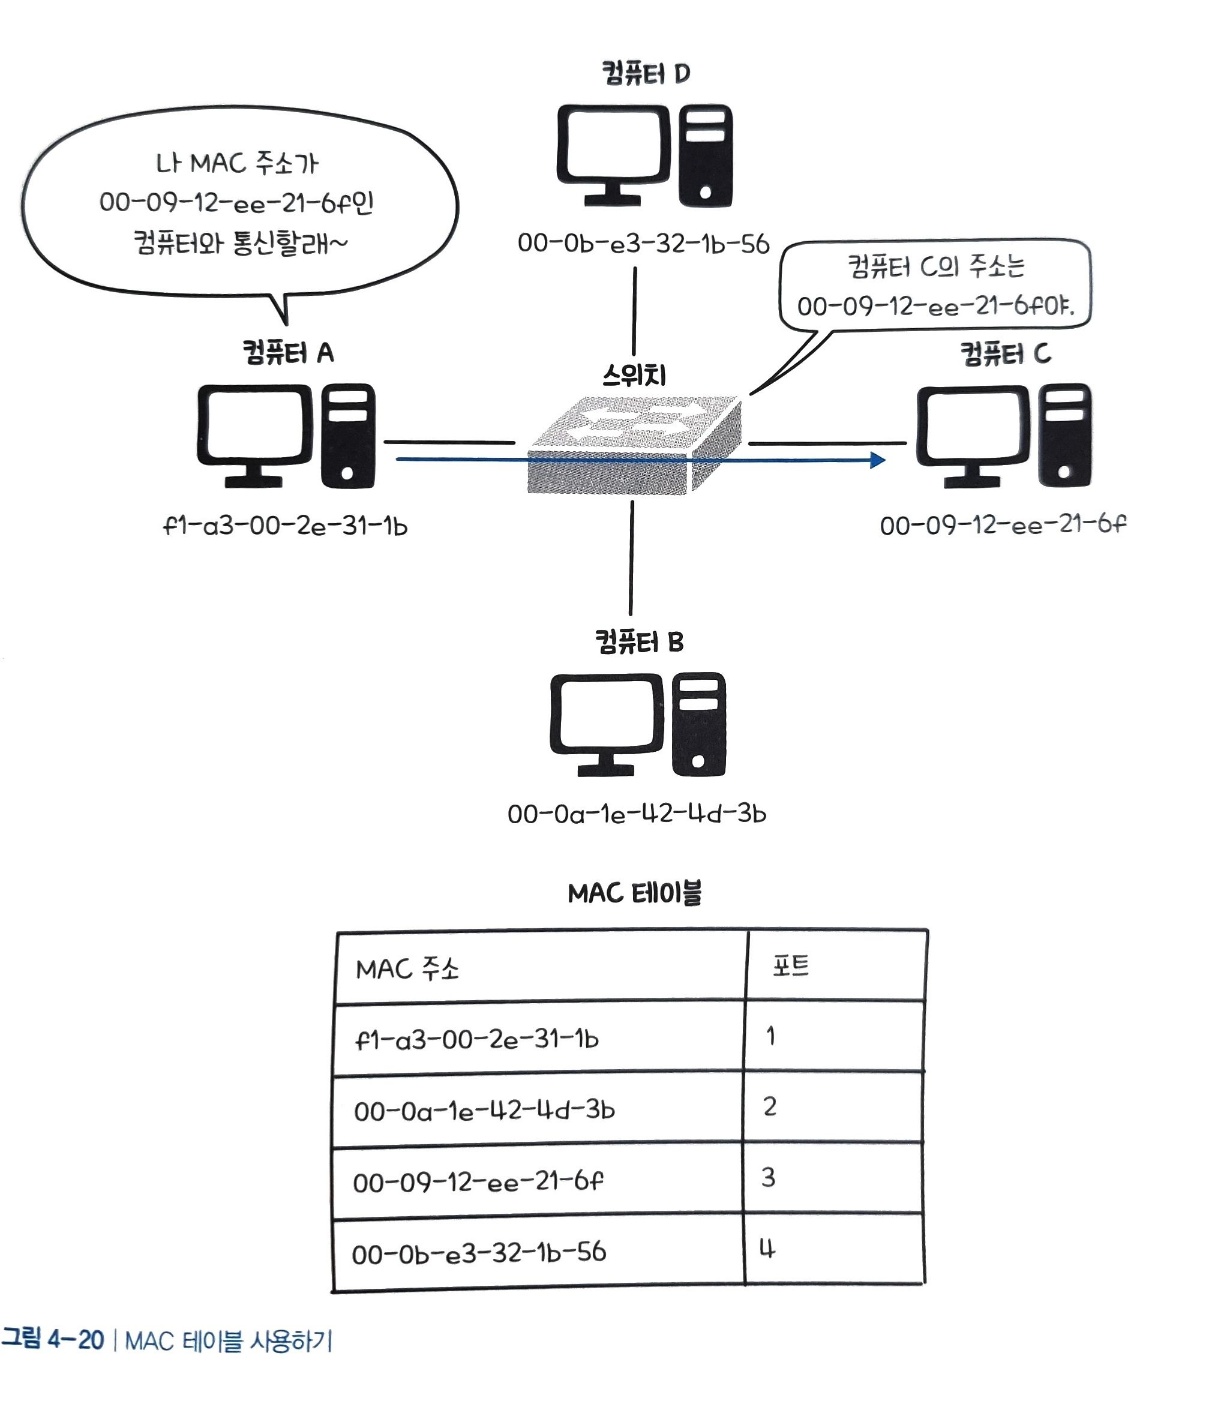 컴퓨터 D
나 MAC 주소가
00-09-12-ee-21-6f인
컴퓨터와 통신할래~
00-0b-e3-32-1b-56
컴퓨터 C의 주소는
00-09-12-ee-21-6f야.
컴퓨터 A
스위치
컴퓨터 C
f1-a3-00-2e-31-1b
00-09-12-ee-21-6f
컴퓨터 B
00-0a-1e-42-4d-3b
MAC 테이블
MAC 주소 포트
f1-a3-00-2e-31-1b 1
00-0a-1e-42-4d-3b 2
00-09-12-ee-21-6f 3
00-0b-e3-32-1b-56 4
그림 4-20 | MAC 테이블 사용하기